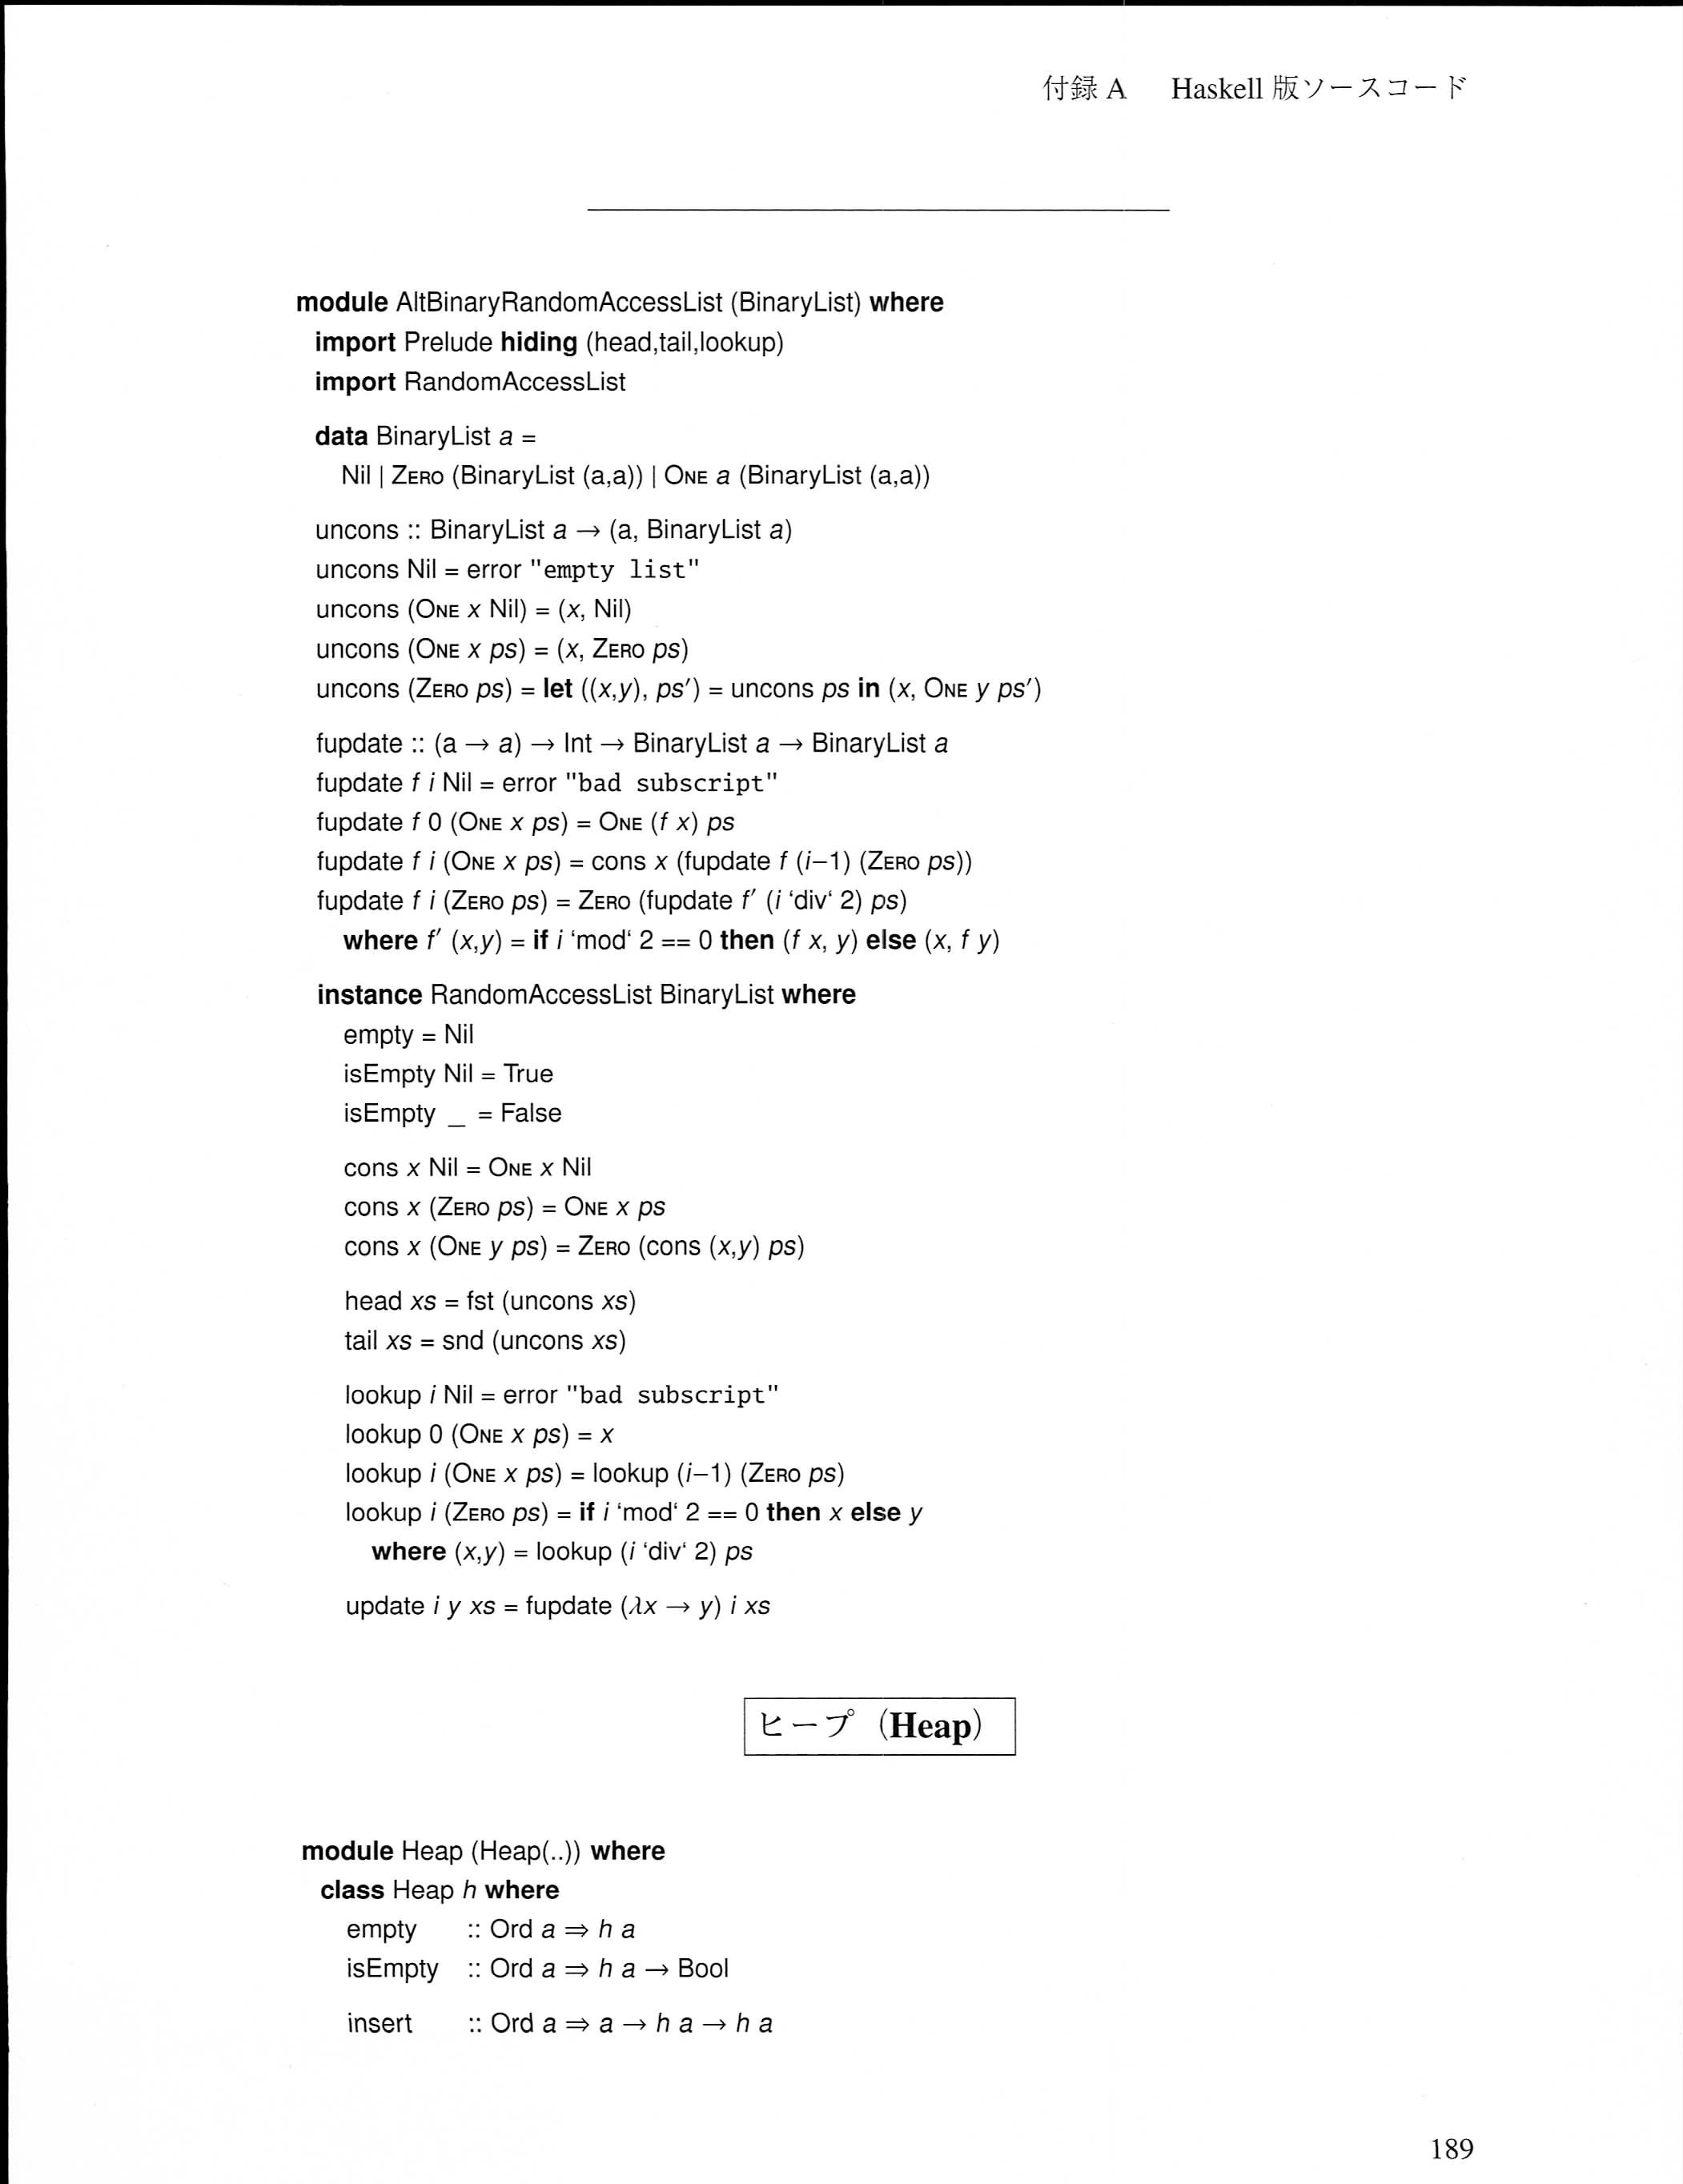 付録 A Haskell 版ソースコード
module AltBinaryRandomAccessList (BinaryList) where
import Prelude hiding (head,tail,lookup)
import RandomAccessList
data BinaryList a =
Nil | ZERO (BinaryList (a,a)) | ONE a (BinaryList (a,a))
uncons :: BinaryList a → (a, BinaryList a)
uncons Nil = error "empty list"
uncons (ONE x Nil) = (x, Nil)
uncons (ONE x ps) = (x, ZERO ps)
uncons (ZERO ps) = let ((x,y), ps′) = uncons ps in (x, ONE y ps′)
fupdate :: (a → a) → Int → BinaryList a → BinaryList a
fupdate f i Nil = error "bad subscript"
fupdate f 0 (ONE x ps) = ONE (f x) ps
fupdate f i (ONE x ps) = cons x (fupdate f (i−1) (ZERO ps))
fupdate f i (ZERO ps) = ZERO (fupdate f′ (i ‘div‘ 2) ps)
where f′ (x,y) = if i ‘mod‘ 2 == 0 then (f x, y) else (x, f y)
instance RandomAccessList BinaryList where
empty = Nil
isEmpty Nil = True
isEmpty _ = False
cons x Nil = ONE x Nil
cons x (ZERO ps) = ONE x ps
cons x (ONE y ps) = ZERO (cons (x,y) ps)
head xs = fst (uncons xs)
tail xs = snd (uncons xs)
lookup i Nil = error "bad subscript"
lookup 0 (ONE x ps) = x
lookup i (ONE x ps) = lookup (i−1) (ZERO ps)
lookup i (ZERO ps) = if i ‘mod‘ 2 == 0 then x else y
where (x,y) = lookup (i ‘div‘ 2) ps
update i y xs = fupdate (λx → y) i xs
ヒープ（Heap）
module Heap (Heap(..)) where
class Heap h where
empty :: Ord a ⇒ h a
isEmpty :: Ord a ⇒ h a → Bool
insert :: Ord a ⇒ a → h a → h a
189